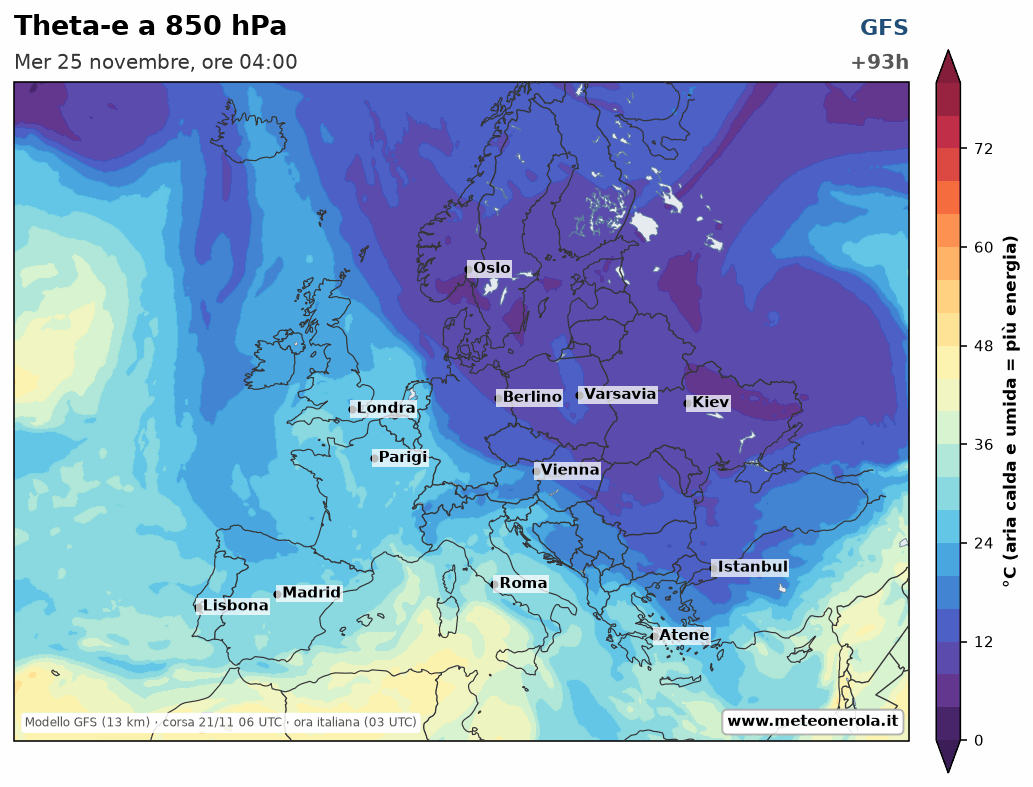 Theta-e a 850 hPa
GFS
Mer 25 novembre, ore 04:00
+93h
72
60
48
36
24
12
0
°C (aria calda e umida = più energia)
Oslo
Berlino
Varsavia
Kiev
Londra
Parigi
Vienna
Istanbul
Roma
Madrid
Lisbona
Atene
Modello GFS (13 km) · corsa 21/11 06 UTC · ora italiana (03 UTC)
www.meteonerola.it